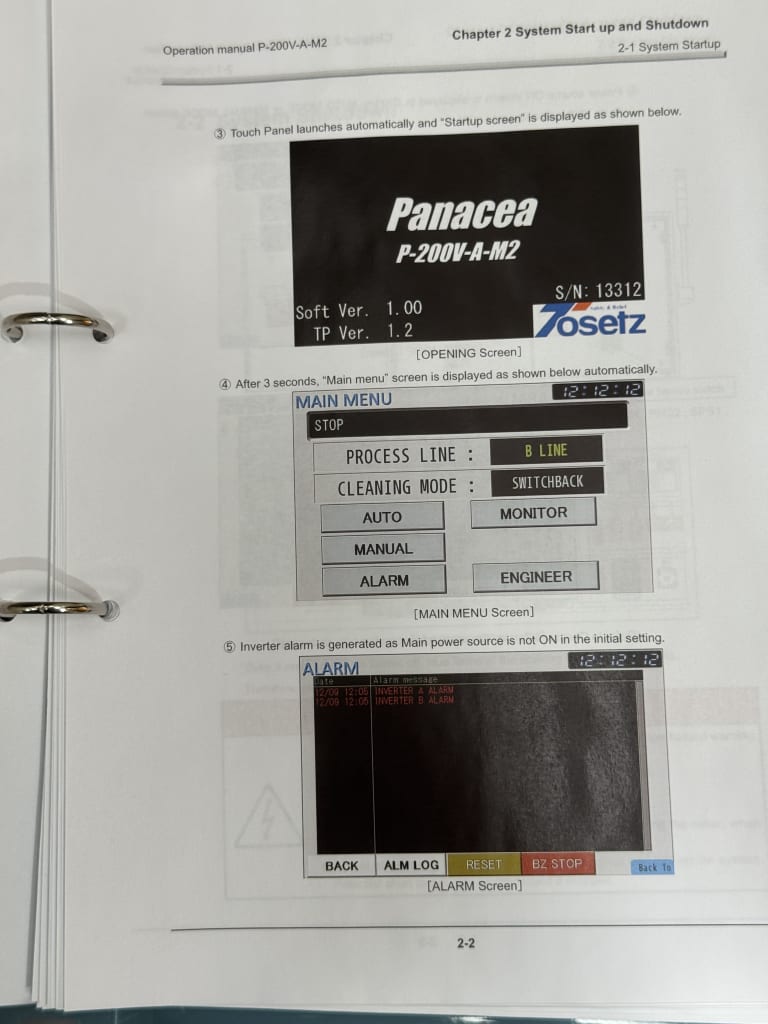 Operation manual P-200V-A-M2
Chapter 2 System Start up and Shutdown
2-1 System Startup
③ Touch Panel launches automatically and “Startup screen” is displayed as shown below.
Panacea
P-200V-A-M2
S/N: 13312
Soft Ver. 1.00
TP Ver. 1.2
Tosetz
[OPENING Screen]
④ After 3 seconds, “Main menu” screen is displayed as shown below automatically.
MAIN MENU
12:12:12
STOP
PROCESS LINE : B LINE
CLEANING MODE : SWITCHBACK
AUTO
MONITOR
MANUAL
ALARM
ENGINEER
[MAIN MENU Screen]
⑤ Inverter alarm is generated as Main power source is not ON in the initial setting.
ALARM
12:12:12
Date Alarm message
12/09 12:05 INVERTER A ALARM
12/09 12:05 INVERTER B ALARM
BACK ALM LOG RESET BZ STOP Back To
[ALARM Screen]
2-2